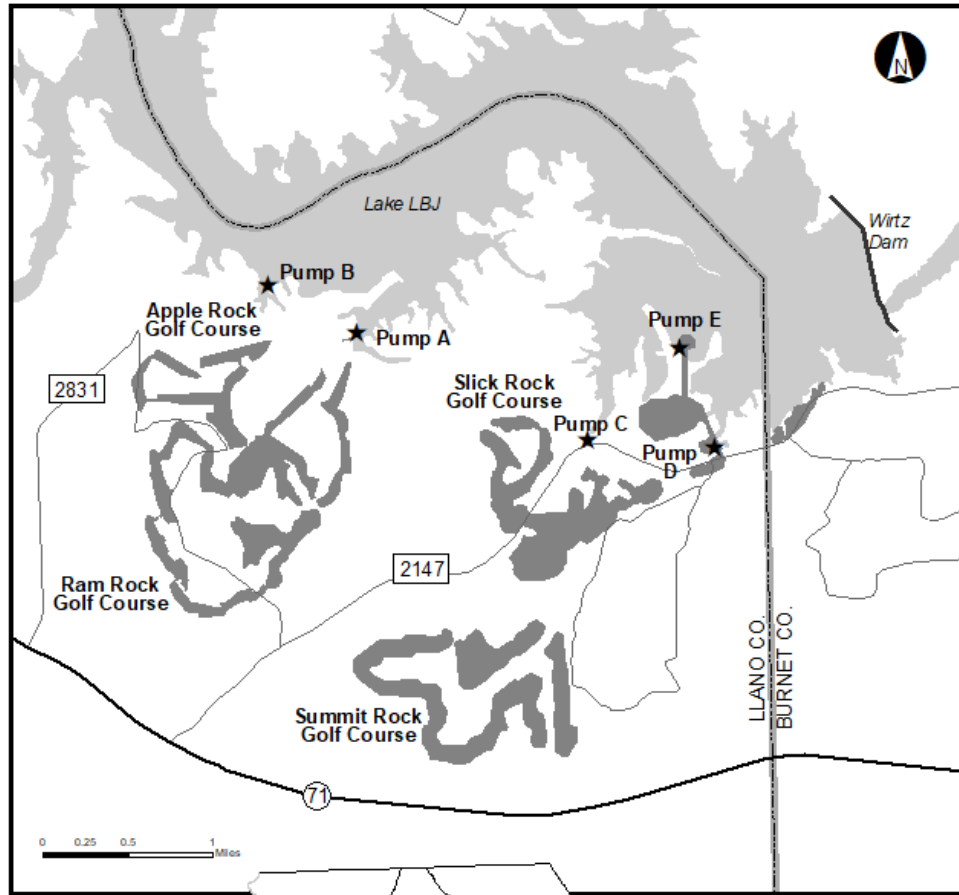 N
Lake LBJ
Wirtz
Dam
Pump B
Apple Rock
Golf Course
Pump A
Pump E
2831
Slick Rock
Golf Course
Pump C
Pump
D
2147
Ram Rock
Golf Course
Summit Rock
Golf Course
LLANO CO.
BURNET CO.
71
0 0.25 0.5 1
Miles